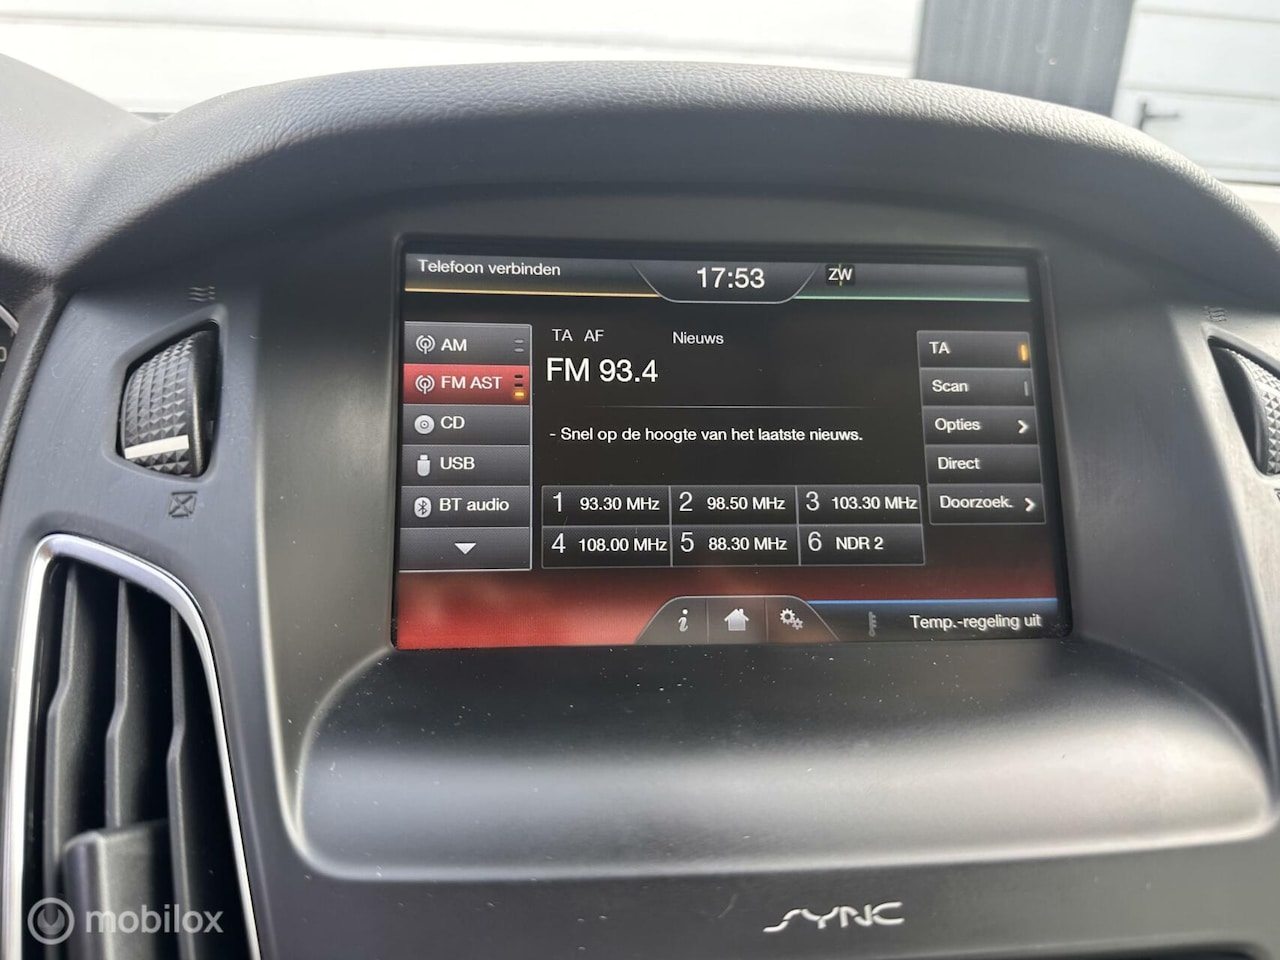 Telefoon verbinden
17:53
ZW
AM
FM AST
CD
USB
BT audio
TA AF
Nieuws
FM 93.4
- Snel op de hoogte van het laatste nieuws.
1 93.30 MHz 2 98.50 MHz 3 103.30 MHz
4 108.00 MHz 5 88.30 MHz 6 NDR 2
TA
Scan
Opties
Direct
Doorzoek.
i
OFF
Temp.-regeling uit
SYNC
mobilox